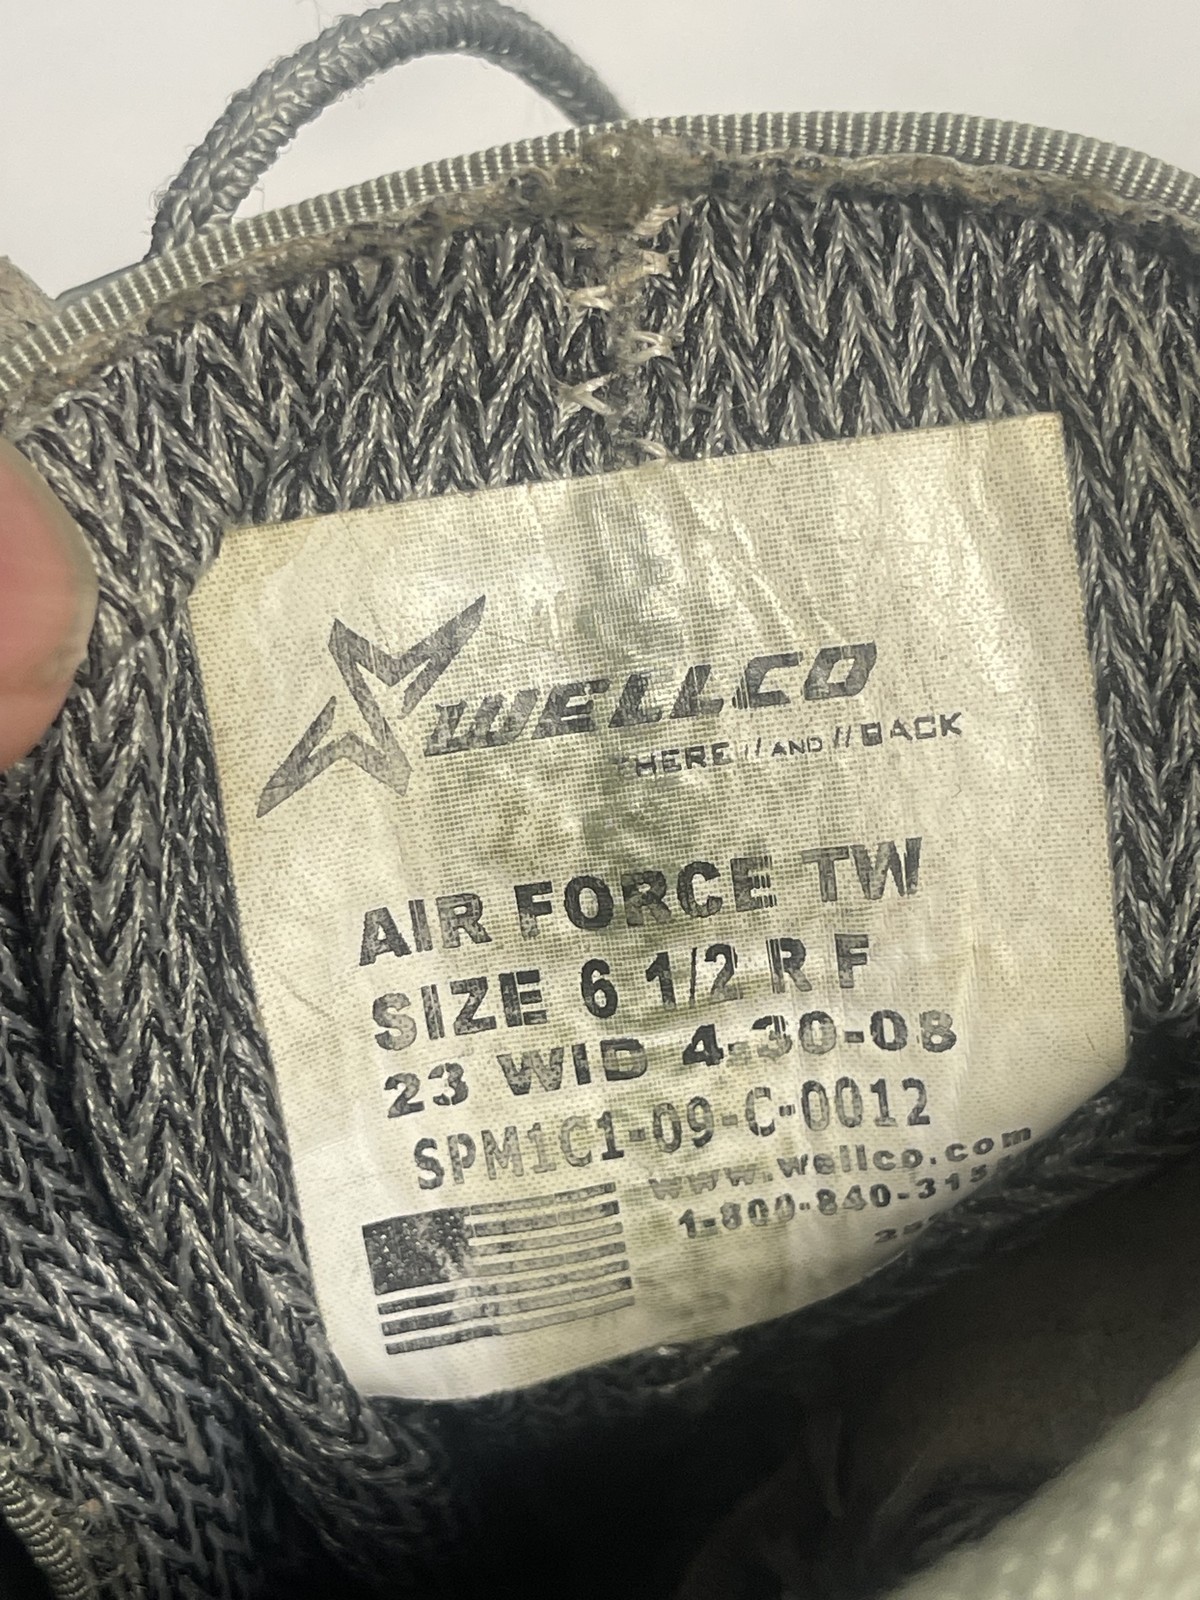 WELLCO
THERE // AND // BACK
AIR FORCE TW
SIZE 6 1/2 R F
23 WID 4-30-08
SPM1C1-09-C-0012
www.wellco.com